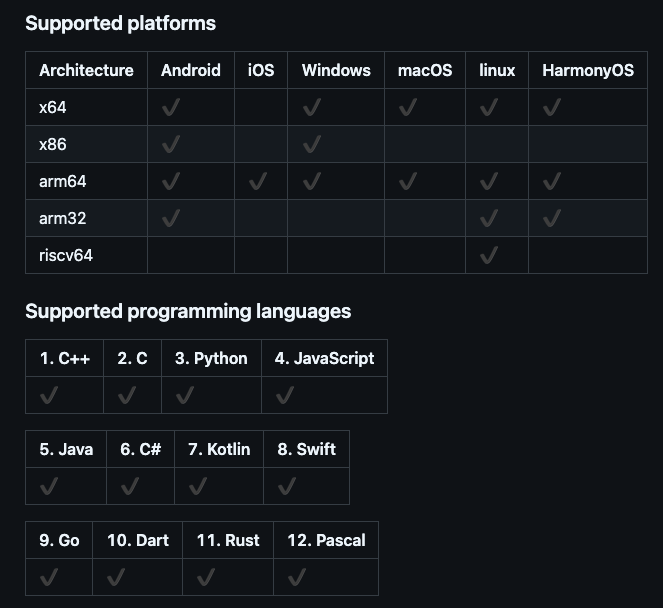 Supported platforms
Architecture Android iOS Windows macOS linux HarmonyOS
x64 ✔ ✔ ✔ ✔ ✔
x86 ✔ ✔
arm64 ✔ ✔ ✔ ✔ ✔ ✔
arm32 ✔ ✔ ✔
riscv64 ✔
Supported programming languages
1. C++ 2. C 3. Python 4. JavaScript
✔ ✔ ✔ ✔
5. Java 6. C# 7. Kotlin 8. Swift
✔ ✔ ✔ ✔
9. Go 10. Dart 11. Rust 12. Pascal
✔ ✔ ✔ ✔